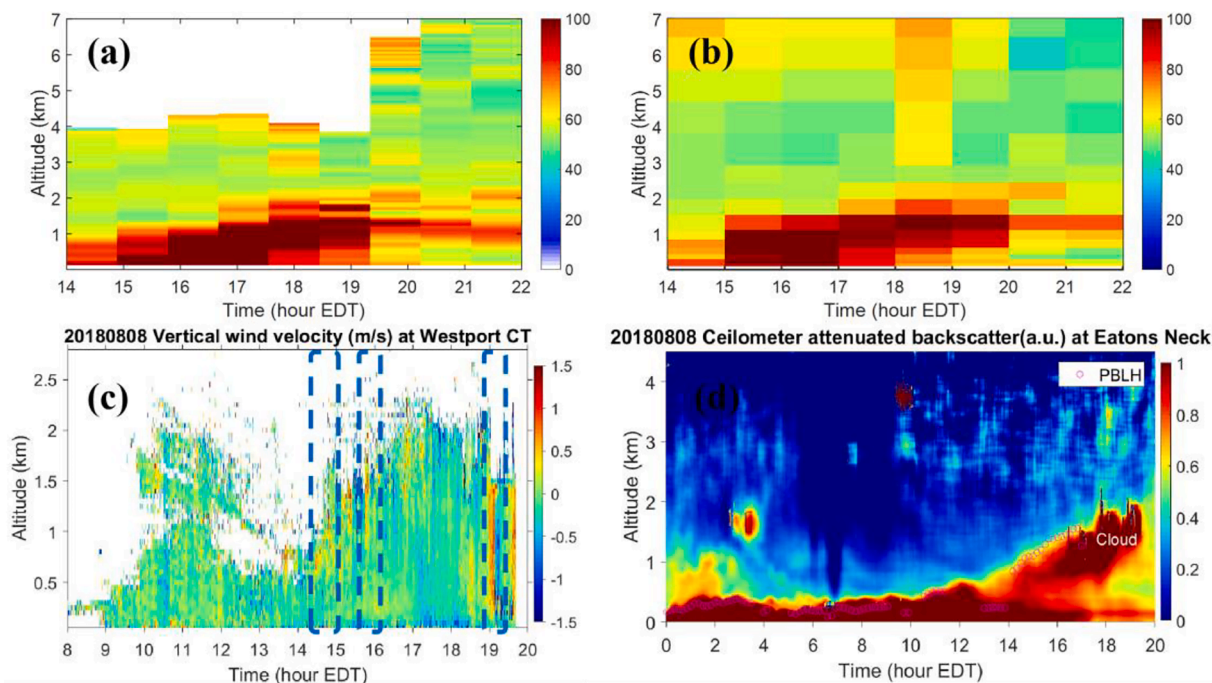 (a)
7
6
5
4
3
2
1
Altitude (km)
14 15 16 17 18 19 20 21 22
Time (hour EDT)
100
80
60
40
20
0
(b)
7
6
5
4
3
2
1
Altitude (km)
14 15 16 17 18 19 20 21 22
Time (hour EDT)
100
80
60
40
20
0
20180808 Vertical wind velocity (m/s) at Westport CT
(c)
2.5
2
1.5
1
0.5
Altitude (km)
8 9 10 11 12 13 14 15 16 17 18 19 20
Time (hour EDT)
1.5
1
0.5
0
-0.5
-1
-1.5
20180808 Ceilometer attenuated backscatter(a.u.) at Eatons Neck
PBLH
(d)
Cloud
4
3
2
1
0
Altitude (km)
0 2 4 6 8 10 12 14 16 18 20
Time (hour EDT)
1
0.8
0.6
0.4
0.2
0